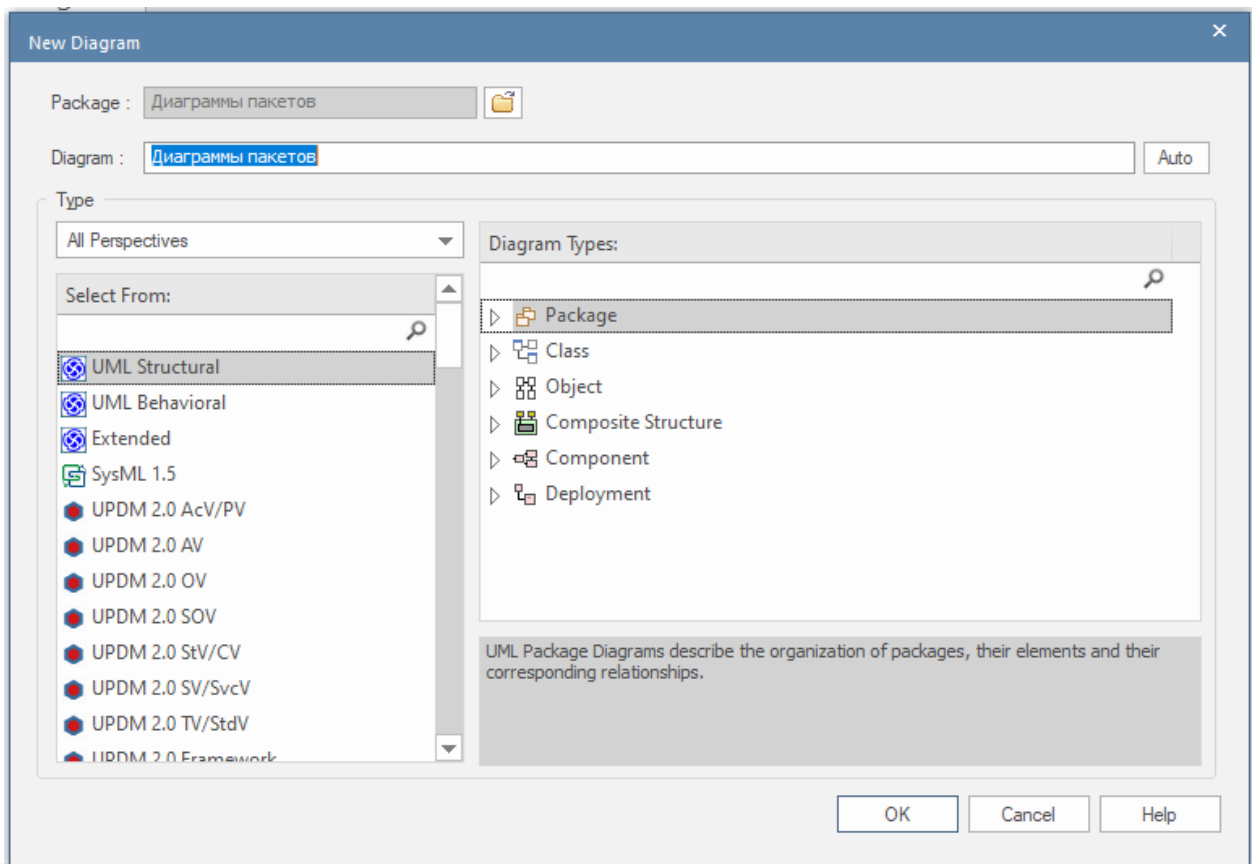 New Diagram
Package : Диаграммы пакетов
Diagram : Диаграммы пакетов Auto
Type
All Perspectives
Select From:
UML Structural
UML Behavioral
Extended
SysML 1.5
UPDM 2.0 AcV/PV
UPDM 2.0 AV
UPDM 2.0 OV
UPDM 2.0 SOV
UPDM 2.0 StV/CV
UPDM 2.0 SV/SvcV
UPDM 2.0 TV/StdV
UPDM 2.0 Framework
Diagram Types:
Package
Class
Object
Composite Structure
Component
Deployment
UML Package Diagrams describe the organization of packages, their elements and their
corresponding relationships.
OK Cancel Help